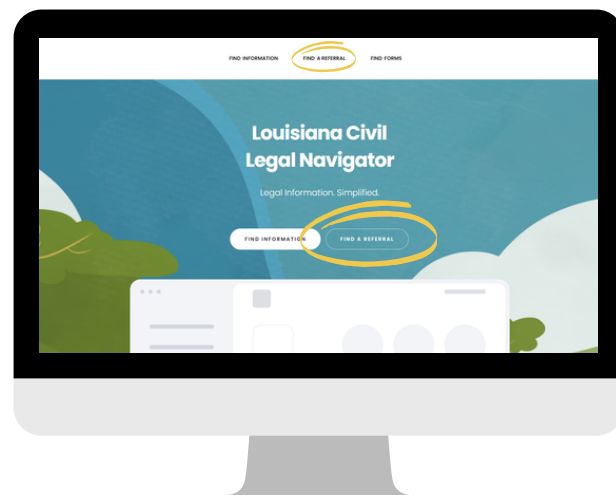 FIND INFORMATION FIND A REFERRAL FIND FORMS
Louisiana Civil
Legal Navigator
Legal Information. Simplified.
FIND INFORMATION FIND A REFERRAL